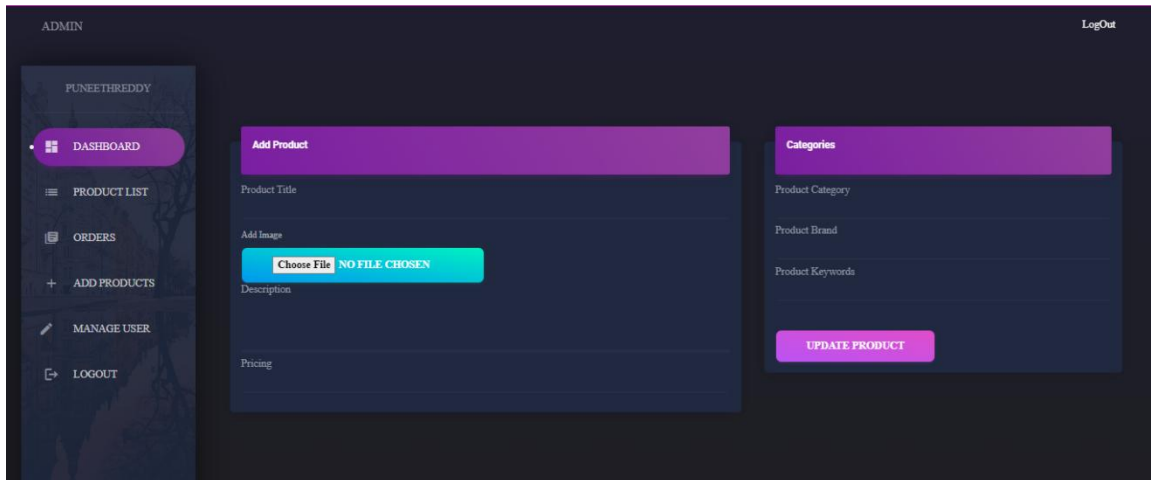 ADMIN
LogOut
PUNEETHREDDY
DASHBOARD
PRODUCT LIST
ORDERS
ADD PRODUCTS
MANAGE USER
LOGOUT
Add Product
Product Title
Add Image
Choose File NO FILE CHOSEN
Description
Pricing
Categories
Product Category
Product Brand
Product Keywords
UPDATE PRODUCT